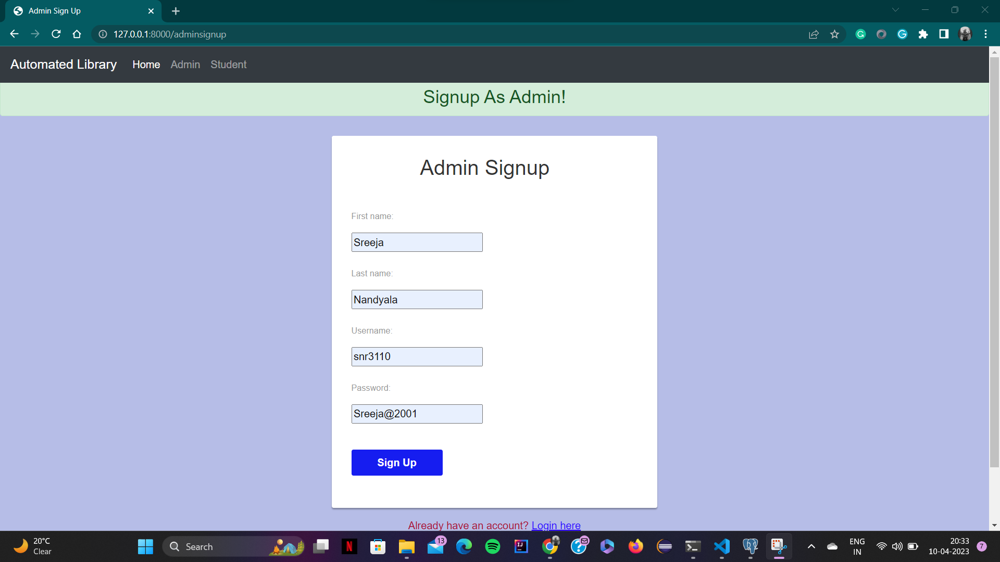 Admin Sign Up
127.0.0.1:8000/adminsignup
Automated Library Home Admin Student
Signup As Admin!
Admin Signup
First name:
Sreeja
Last name:
Nandyala
Username:
snr3110
Password:
Sreeja@2001
Sign Up
Already have an account? Login here
20°C
Clear
Search
13
ENG
IN
20:33
10-04-2023
7